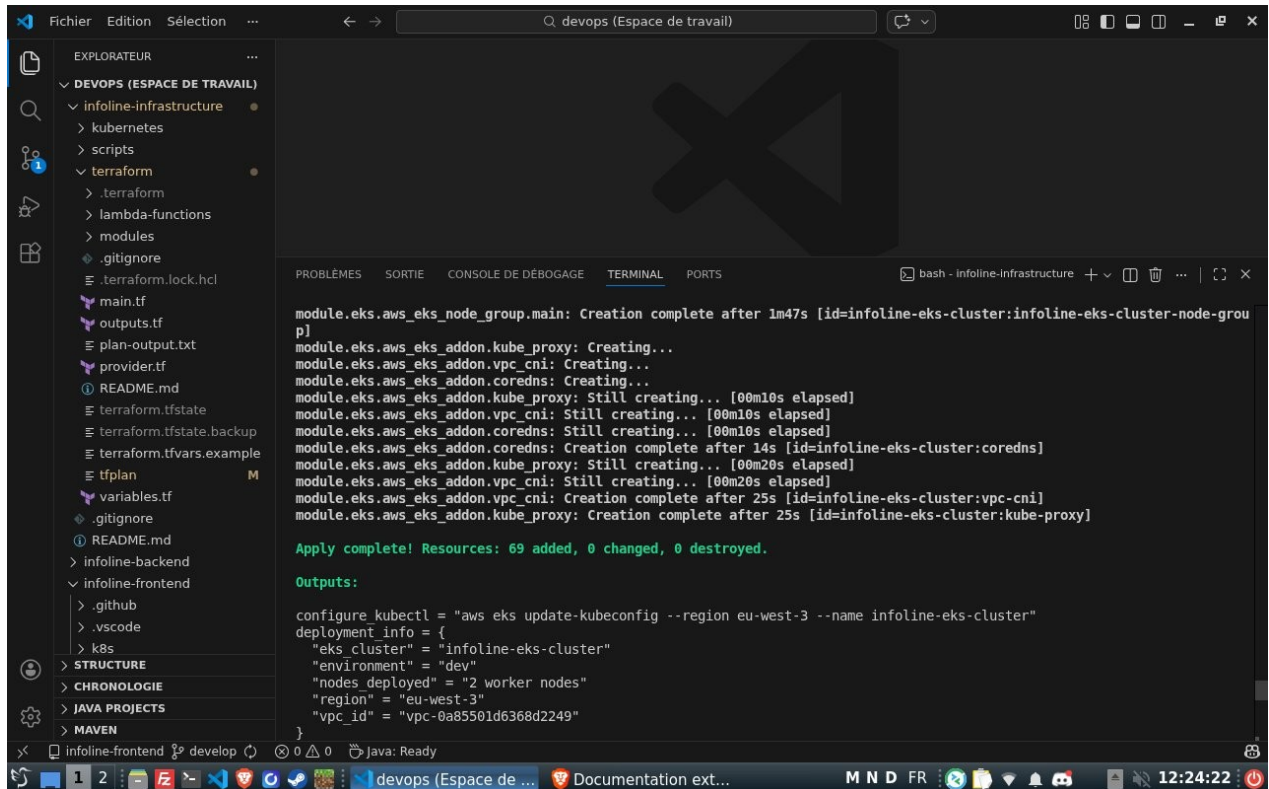 Fichier Edition Sélection ···
devops (Espace de travail)
EXPLORATEUR ···
DEVOPS (ESPACE DE TRAVAIL)
infoline-infrastructure
kubernetes
scripts
terraform
.terraform
lambda-functions
modules
.gitignore
.terraform.lock.hcl
main.tf
outputs.tf
plan-output.txt
provider.tf
README.md
terraform.tfstate
terraform.tfstate.backup
terraform.tfvars.example
tfplan M
variables.tf
.gitignore
README.md
infoline-backend
infoline-frontend
.github
.vscode
k8s
STRUCTURE
CHRONOLOGIE
JAVA PROJECTS
MAVEN
1
PROBLÈMES SORTIE CONSOLE DE DÉBOGAGE TERMINAL PORTS bash - infoline-infrastructure
module.eks.aws_eks_node_group.main: Creation complete after 1m47s [id=infoline-eks-cluster:infoline-eks-cluster-node-grou
p]
module.eks.aws_eks_addon.kube_proxy: Creating...
module.eks.aws_eks_addon.vpc_cni: Creating...
module.eks.aws_eks_addon.coredns: Creating...
module.eks.aws_eks_addon.kube_proxy: Still creating... [00m10s elapsed]
module.eks.aws_eks_addon.vpc_cni: Still creating... [00m10s elapsed]
module.eks.aws_eks_addon.coredns: Still creating... [00m10s elapsed]
module.eks.aws_eks_addon.coredns: Creation complete after 14s [id=infoline-eks-cluster:coredns]
module.eks.aws_eks_addon.kube_proxy: Still creating... [00m20s elapsed]
module.eks.aws_eks_addon.vpc_cni: Still creating... [00m20s elapsed]
module.eks.aws_eks_addon.vpc_cni: Creation complete after 25s [id=infoline-eks-cluster:vpc-cni]
module.eks.aws_eks_addon.kube_proxy: Creation complete after 25s [id=infoline-eks-cluster:kube-proxy]
Apply complete! Resources: 69 added, 0 changed, 0 destroyed.
Outputs:
configure_kubectl = "aws eks update-kubeconfig --region eu-west-3 --name infoline-eks-cluster"
deployment_info = {
"eks_cluster" = "infoline-eks-cluster"
"environment" = "dev"
"nodes_deployed" = "2 worker nodes"
"region" = "eu-west-3"
"vpc_id" = "vpc-0a85501d6368d2249"
}
infoline-frontend develop 0 0 Java: Ready
1 2 devops (Espace de ... Documentation ext... M N D FR 12:24:22